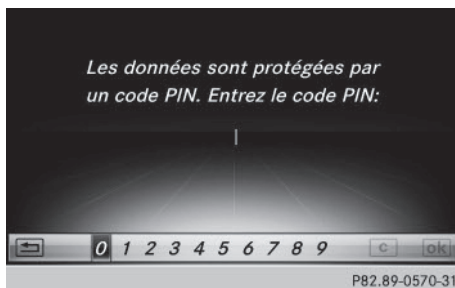 Les données sont protégées par
un code PIN. Entrez le code PIN:
0 1 2 3 4 5 6 7 8 9 c ok
P82.89-0570-31